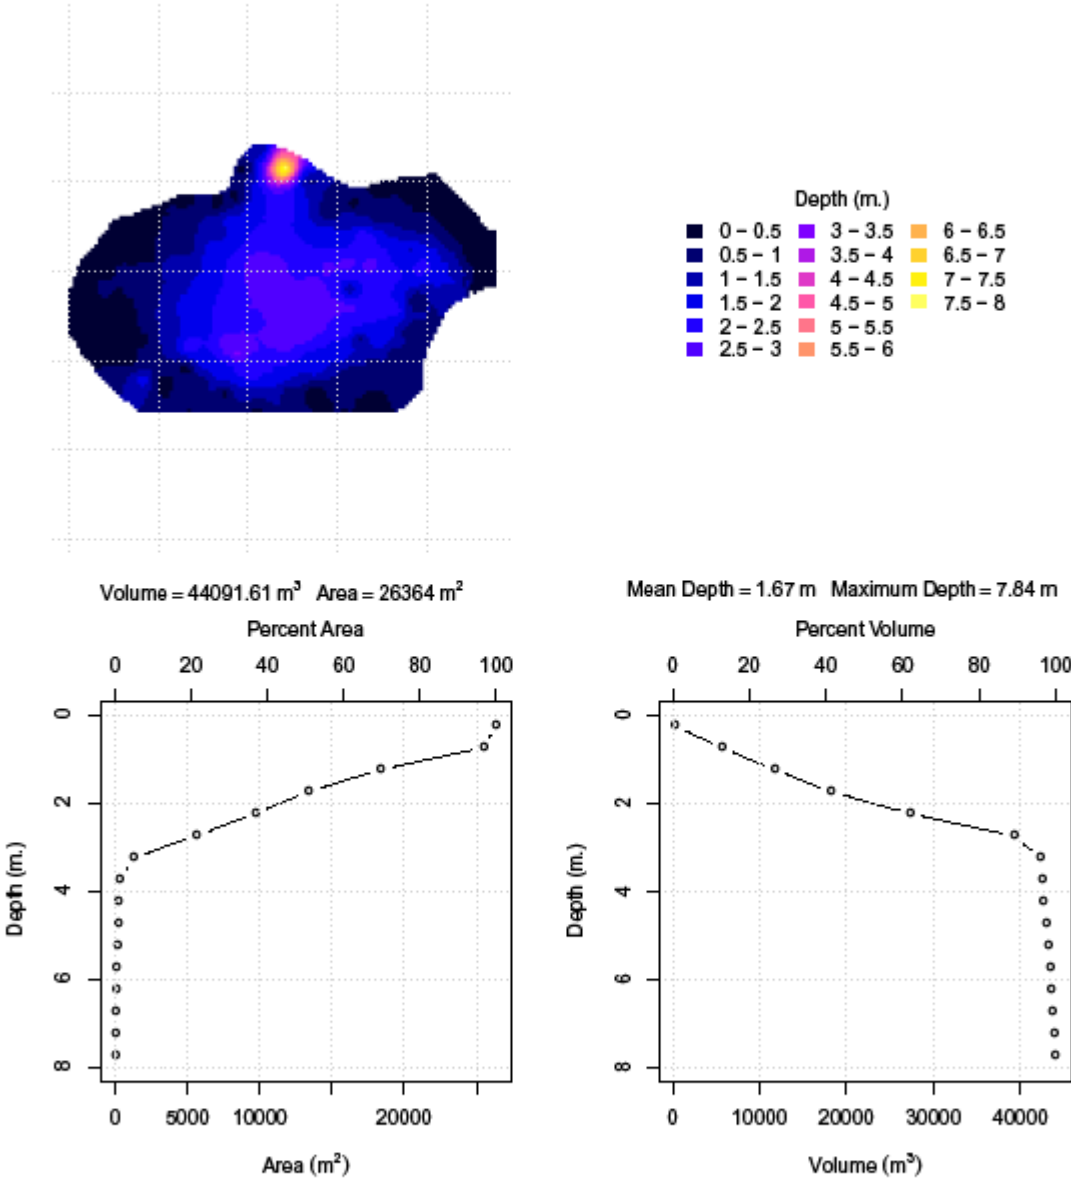 Depth (m.)
0 – 0.5 3 – 3.5 6 – 6.5
0.5 – 1 3.5 – 4 6.5 – 7
1 – 1.5 4 – 4.5 7 – 7.5
1.5 – 2 4.5 – 5 7.5 – 8
2 – 2.5 5 – 5.5
2.5 – 3 5.5 – 6
Volume = 44091.61 m³ Area = 26364 m²
Percent Area
0 20 40 60 80 100
0
2
4
6
8
Depth (m.)
0 5000 10000 20000
Area (m²)
Mean Depth = 1.67 m Maximum Depth = 7.84 m
Percent Volume
0 20 40 60 80 100
0
2
4
6
8
Depth (m.)
0 10000 20000 30000 40000
Volume (m³)